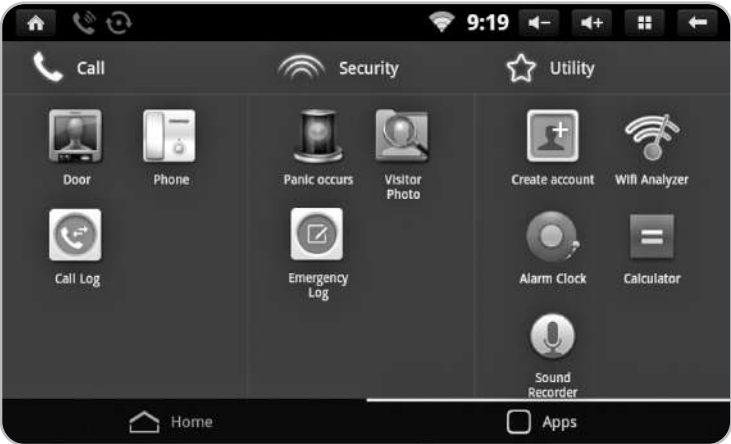 9:19
Call
Security
Utility
Door
Phone
Panic occurs
Visitor
Photo
Create account
Wifi Analyzer
Call Log
Emergency
Log
Alarm Clock
Calculator
Sound
Recorder
Home
Apps